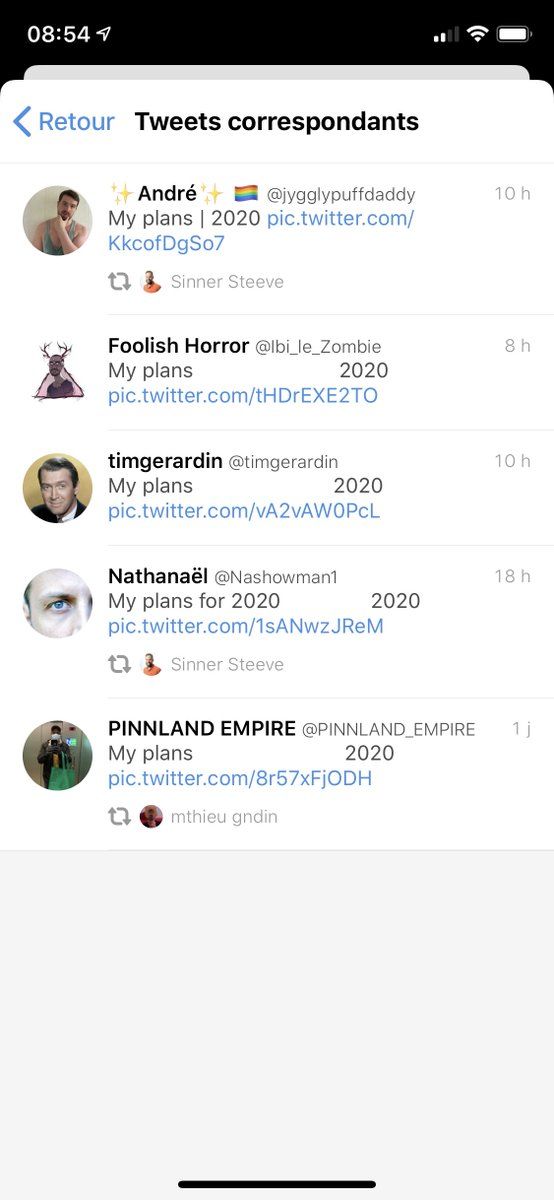 08:54
Retour Tweets correspondants
✨André✨ 🏳️‍🌈 @jygglypuffdaddy 10 h
My plans | 2020 pic.twitter.com/
KkcofDgSo7
Sinner Steeve
Foolish Horror @Ibi_le_Zombie 8 h
My plans 2020
pic.twitter.com/tHDrEXE2TO
timgerardin @timgerardin 10 h
My plans 2020
pic.twitter.com/vA2vAW0PcL
Nathanaël @Nashowman1 18 h
My plans for 2020 2020
pic.twitter.com/1sANwzJReM
Sinner Steeve
PINNLAND EMPIRE @PINNLAND_EMPIRE 1 j
My plans 2020
pic.twitter.com/8r57xFjODH
mthieu gndin